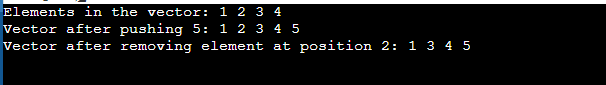 Elements in the vector: 1 2 3 4
Vector after pushing 5: 1 2 3 4 5
Vector after removing element at position 2: 1 3 4 5